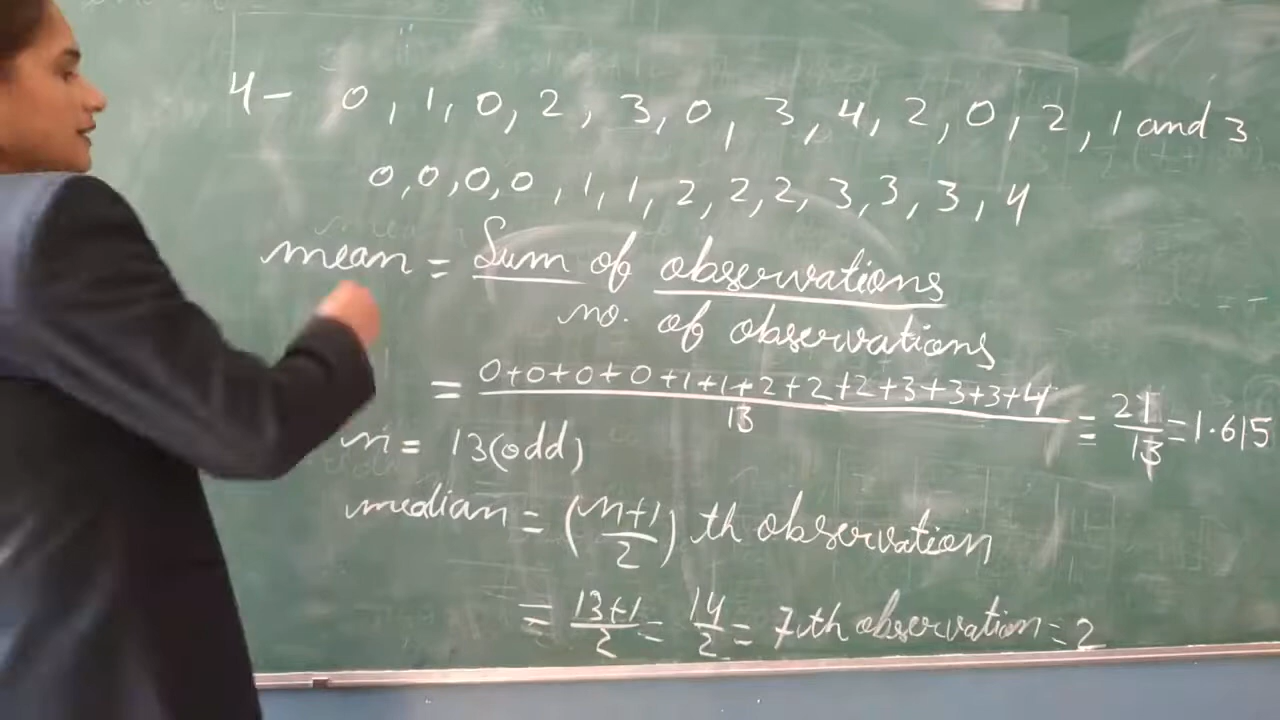 4- 0, 1, 0, 2, 3, 0, 3, 4, 2, 0, 2, 1 and 3
0, 0, 0, 0, 1, 1, 2, 2, 2, 3, 3, 3, 4
mean = Sum of observations
no. of observations
= 0+0+0+0+1+1+2+2+2+3+3+3+4 = 21 = 1.615
13 13
n = 13(odd)
median = (n+1/2) th observation
= 13+1/2 = 14/2 = 7th observation = 2